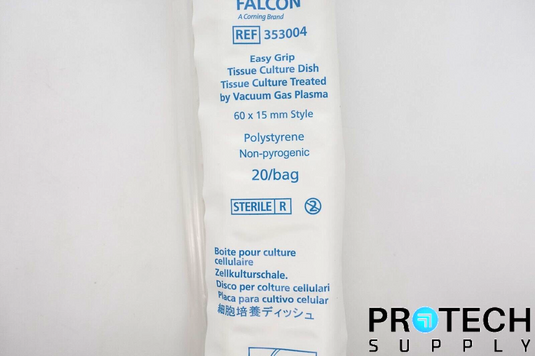 FALCON
A Corning Brand
REF 353004
Easy Grip
Tissue Culture Dish
Tissue Culture Treated
by Vacuum Gas Plasma
60 x 15 mm Style
Polystyrene
Non-pyrogenic
20/bag
STERILE R 2
Boite pour culture
cellulaire
Zellkulturschale.
Disco per colture cellulari
Placa para cultivo celular
細胞培養ディッシュ
PROTECH
SUPPLY